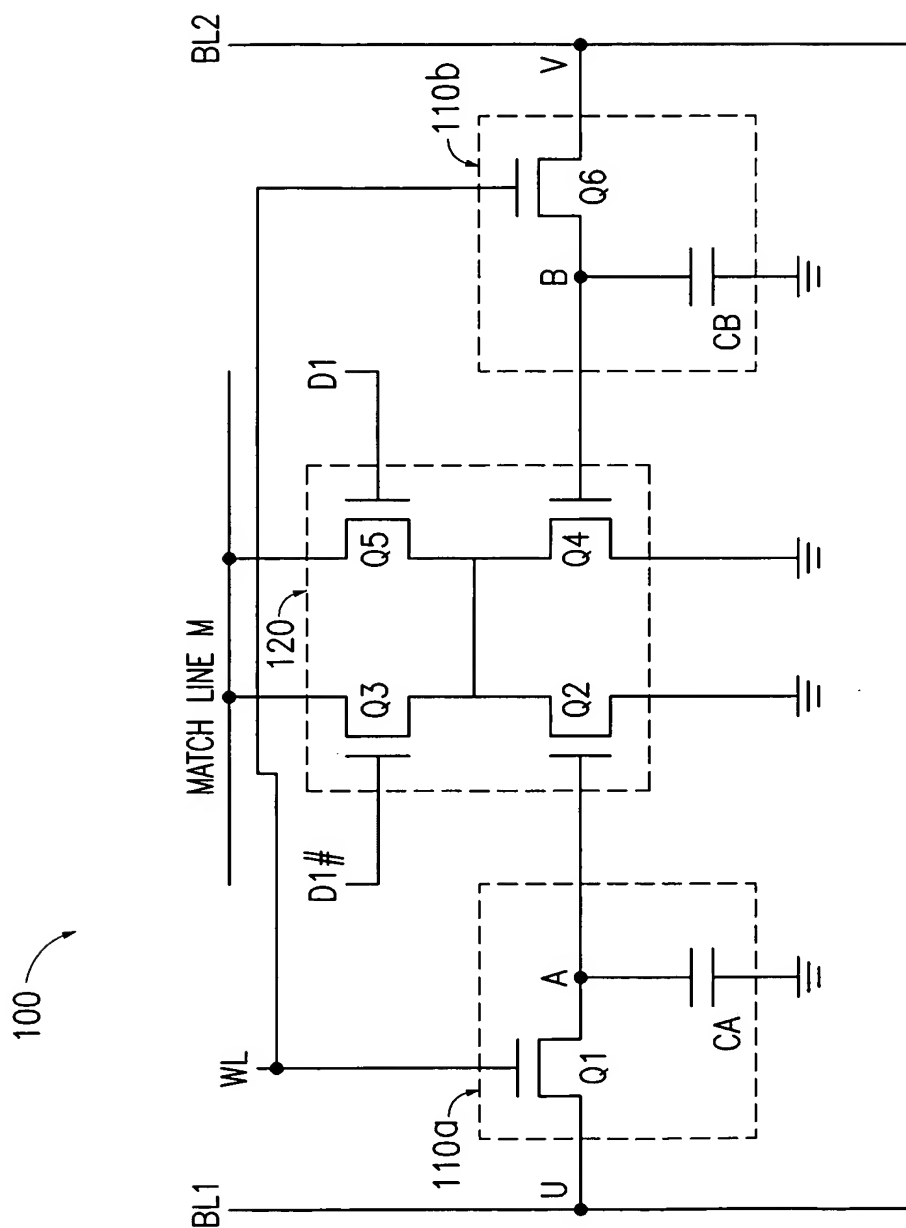 100
BL1
WL
MATCH LINE M
BL2
D1#
D1
120
Q3
Q5
110a
110b
Q2
Q4
U
Q1
A
B
Q6
V
CA
CB